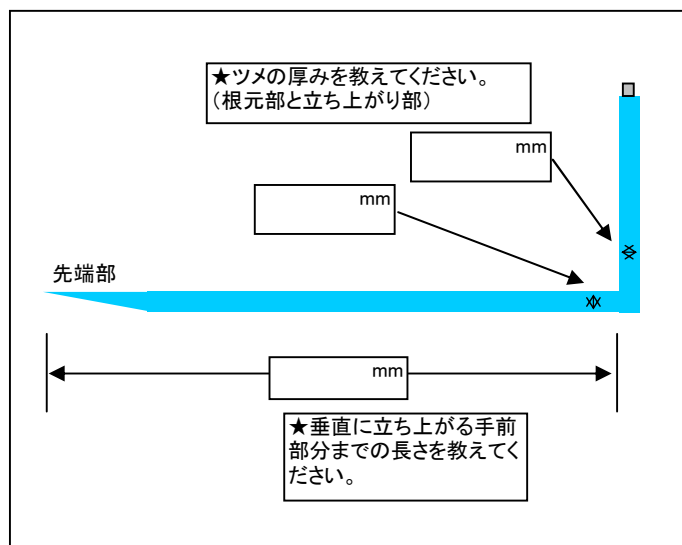 ★ツメの厚みを教えてください。
（根元部と立ち上がり部）
mm
mm
先端部
mm
★垂直に立ち上がる手前
部分までの長さを教えてく
ださい。